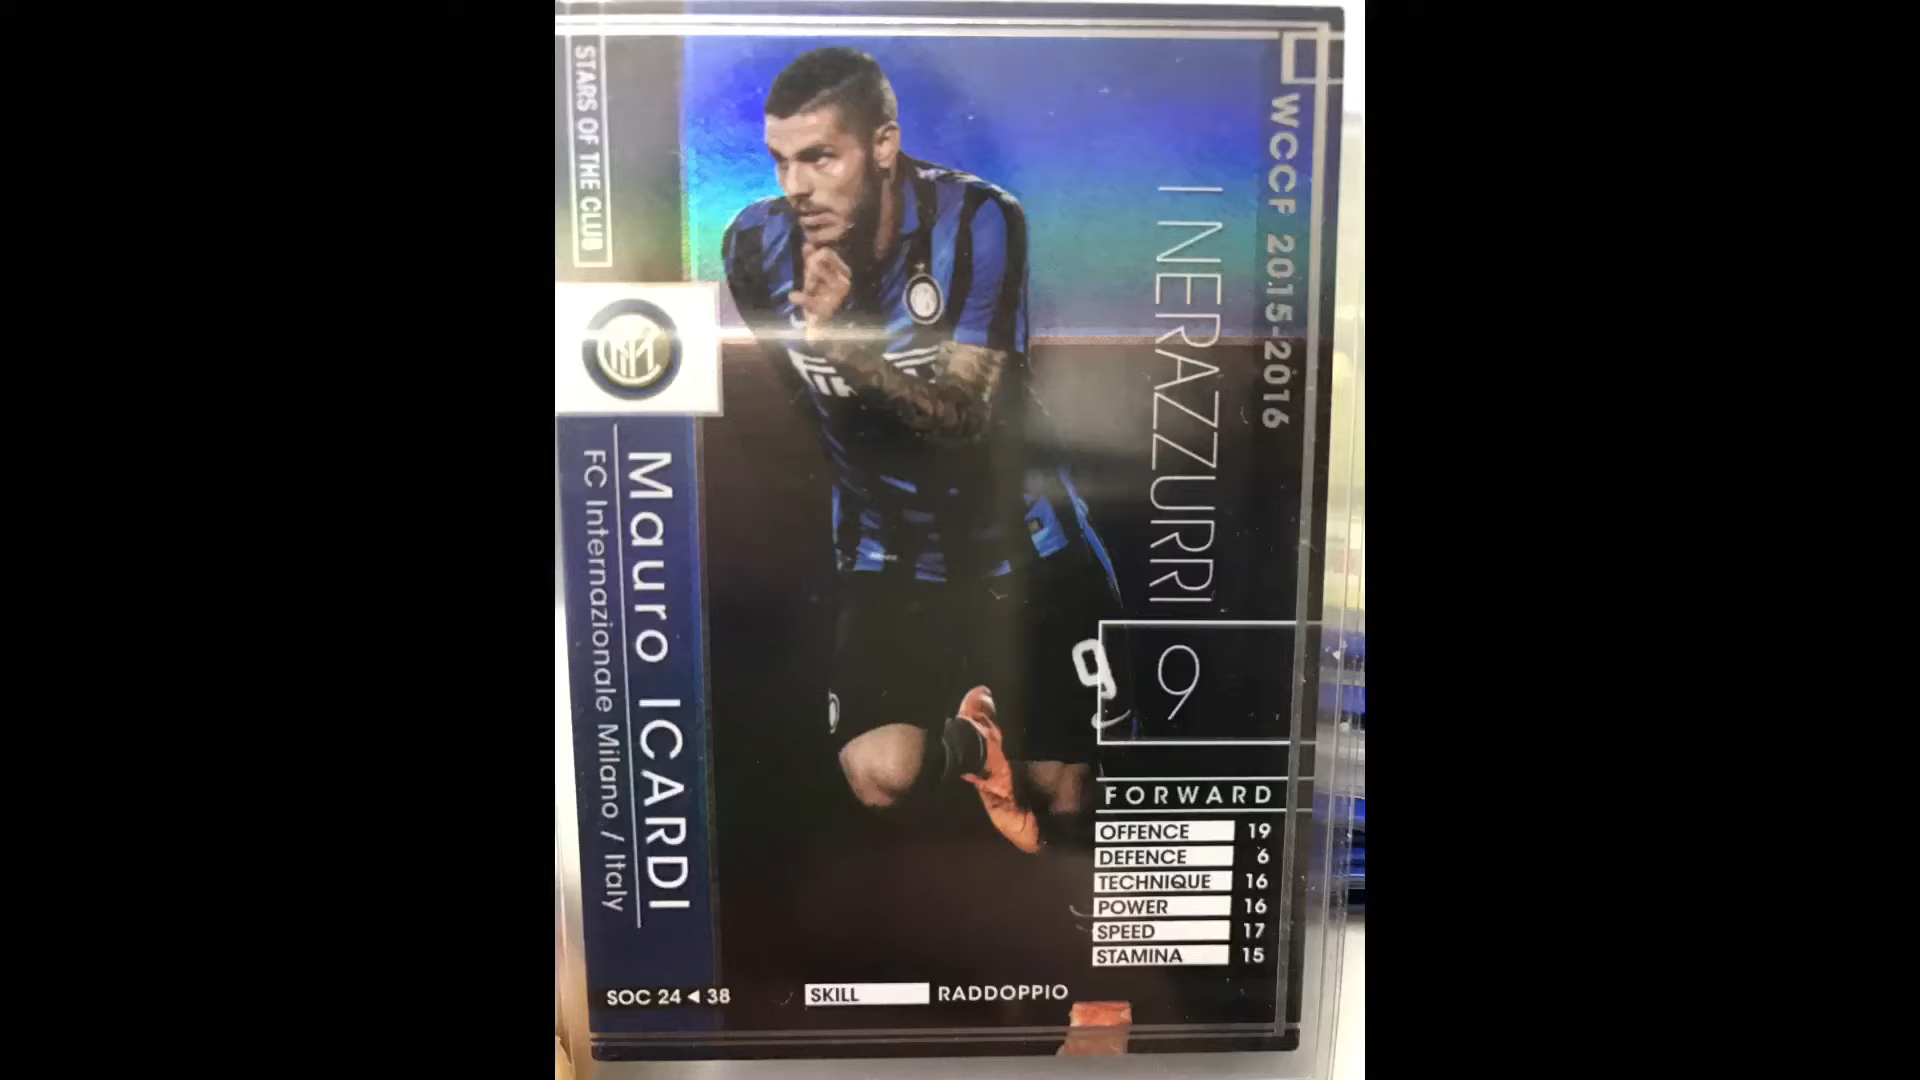 STARS OF THE CLUB
WCCF 2015-2016
I NERAZZURRI
9
9
Mauro ICARDI
FC Internazionale Milano / Italy
FORWARD
OFFENCE 19
DEFENCE 6
TECHNIQUE 16
POWER 16
SPEED 17
STAMINA 15
SOC 24◀38
SKILL RADDOPPIO